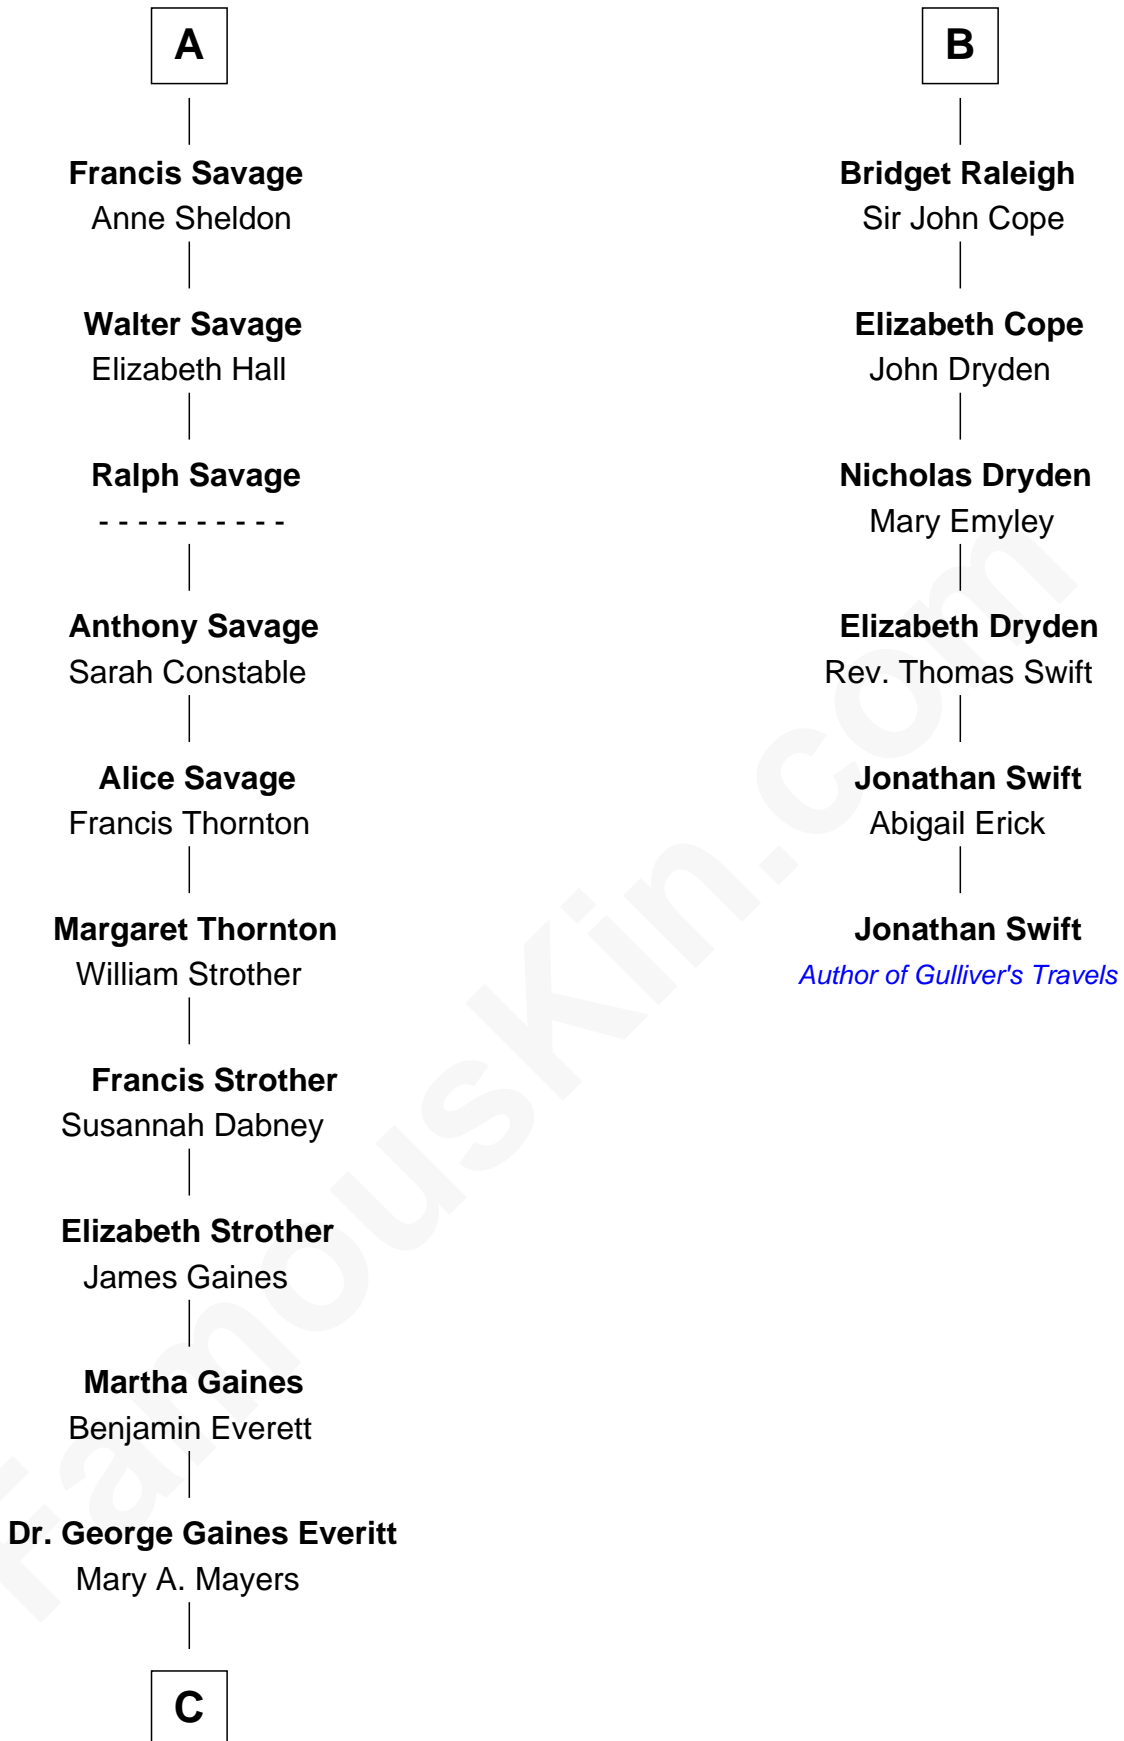 A
Francis Savage
Anne Sheldon
Walter Savage
Elizabeth Hall
Ralph Savage
- - - - - - - - - -
Anthony Savage
Sarah Constable
Alice Savage
Francis Thornton
Margaret Thornton
William Strother
Francis Strother
Susannah Dabney
Elizabeth Strother
James Gaines
Martha Gaines
Benjamin Everett
Dr. George Gaines Everitt
Mary A. Mayers
C
B
Bridget Raleigh
Sir John Cope
Elizabeth Cope
John Dryden
Nicholas Dryden
Mary Emyley
Elizabeth Dryden
Rev. Thomas Swift
Jonathan Swift
Abigail Erick
Jonathan Swift
Author of Gulliver's Travels
FamousKin.com